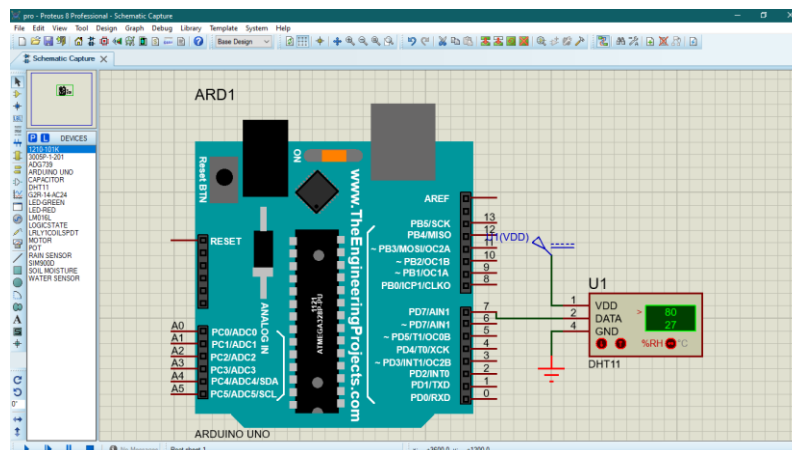 pro - Proteus 8 Professional - Schematic Capture
File Edit View Tool Design Graph Debug Library Template System Help
Base Design
Schematic Capture
P L DEVICES
1210-101K
3005P-1-201
ADG739
ARDUINO UNO
CAPACITOR
DHT11
G2R-14-AC24
LED-GREEN
LED-RED
LM016L
LOGICSTATE
LRLY1COILSPDT
MOTOR
POT
RAIN SENSOR
SIM900D
SOIL MOISTURE
WATER SENSOR
0°
ARD1
Reset BTN
ON
www.TheEngineeringProjects.com
RESET
ANALOG IN
1121
ATMEGA328P-PU
AREF
PB5/SCK 13
PB4/MISO 12
~ PB3/MOSI/OC2A 11
~ PB2/OC1B 10
~ PB1/OC1A 9
PB0/ICP1/CLKO 8
PD7/AIN1 7
~ PD7/AIN1 6
~ PD5/T1/OC0B 5
PD4/T0/XCK 4
~ PD3/INT1/OC2B 3
PD2/INT0 2
PD1/TXD 1
PD0/RXD 0
A0 PC0/ADC0
A1 PC1/ADC1
A2 PC2/ADC2
A3 PC3/ADC3
A4 PC4/ADC4/SDA
A5 PC5/ADC5/SCL
ARDUINO UNO
(VDD)
U1
1 VDD
2 DATA
4 GND
> 80
27
%RH °C
DHT11
No Messages
Root sheet 1